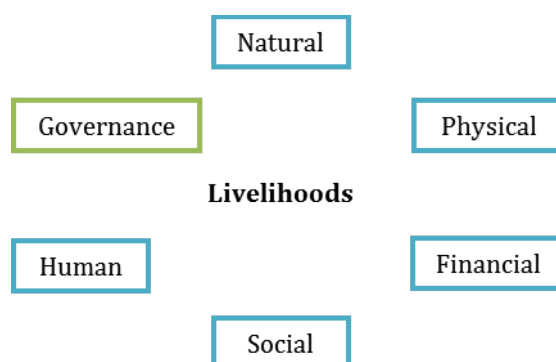 Natural
Governance
Physical
Livelihoods
Human
Financial
Social